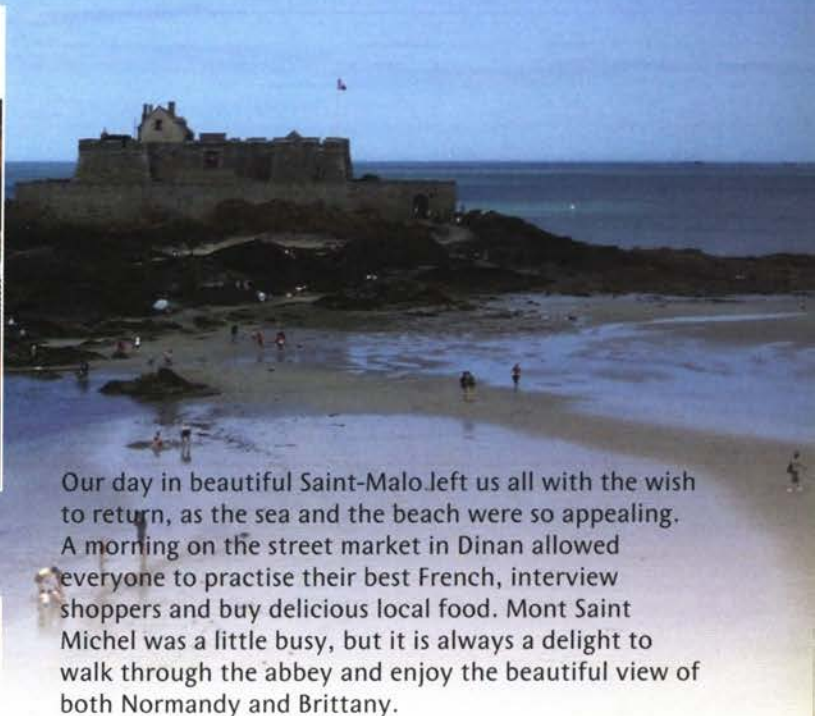 Our day in beautiful Saint-Malo left us all with the wish
to return, as the sea and the beach were so appealing.
A morning on the street market in Dinan allowed
everyone to practise their best French, interview
shoppers and buy delicious local food. Mont Saint
Michel was a little busy, but it is always a delight to
walk through the abbey and enjoy the beautiful view of
both Normandy and Brittany.